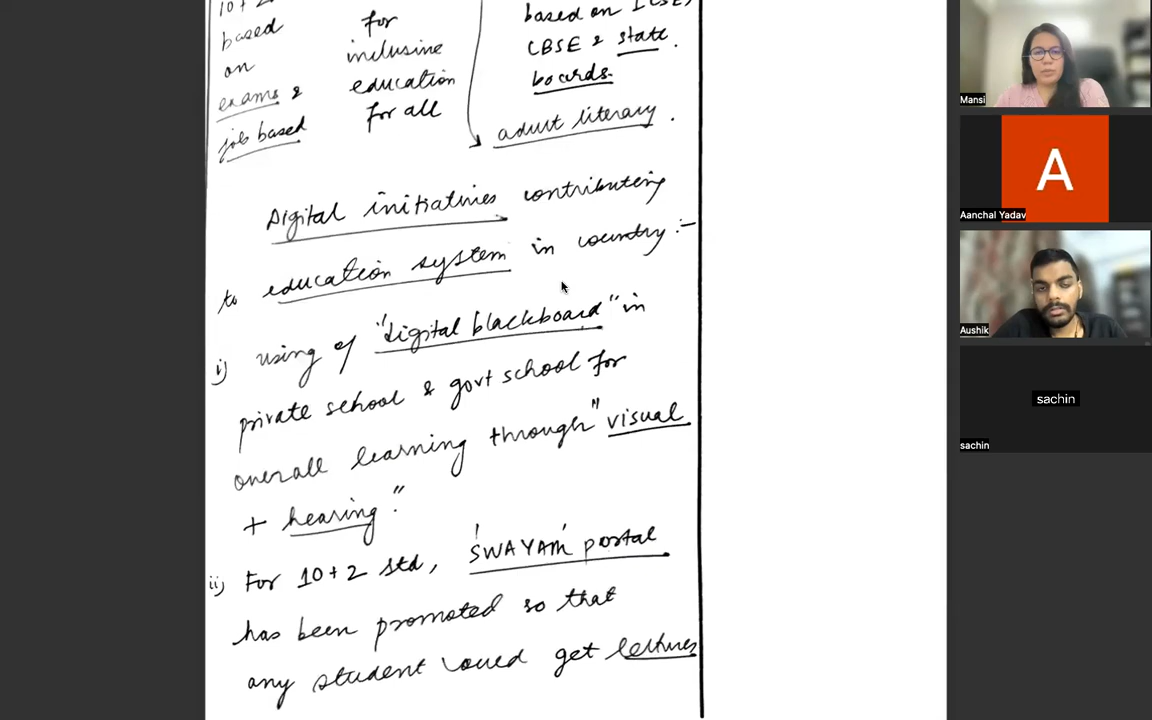 10+2
based
on
exams &
job based
for
inclusive
education
for all
based on ICSE,
CBSE & state.
boards.
adult literary.
Digital initiatives contributing
to education system in country :-
i) using of "digital blackboard" in
private school & govt school for
overall learning through "visual
+ hearing".
ii) For 10+2 std, 'SWAYAM' portal
has been promoted so that
any student could get lectures
Mansi
A
Aanchal Yadav
Aushik
sachin
sachin